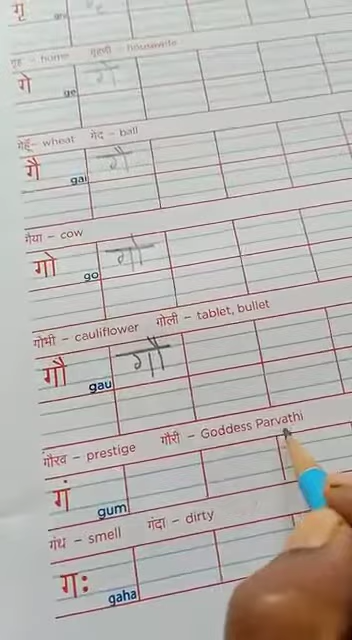 गृ
गृह - home गृहणी - housewife
गे ge गे
गेहूँ - wheat गेंद - ball
गै gai गै
गैया - cow
गो go गो
गोभी - cauliflower गोली - tablet, bullet
गौ gau गौ
गौरव - prestige गौरी - Goddess Parvathi
गं gum
गंध - smell गंदा - dirty
गः gaha